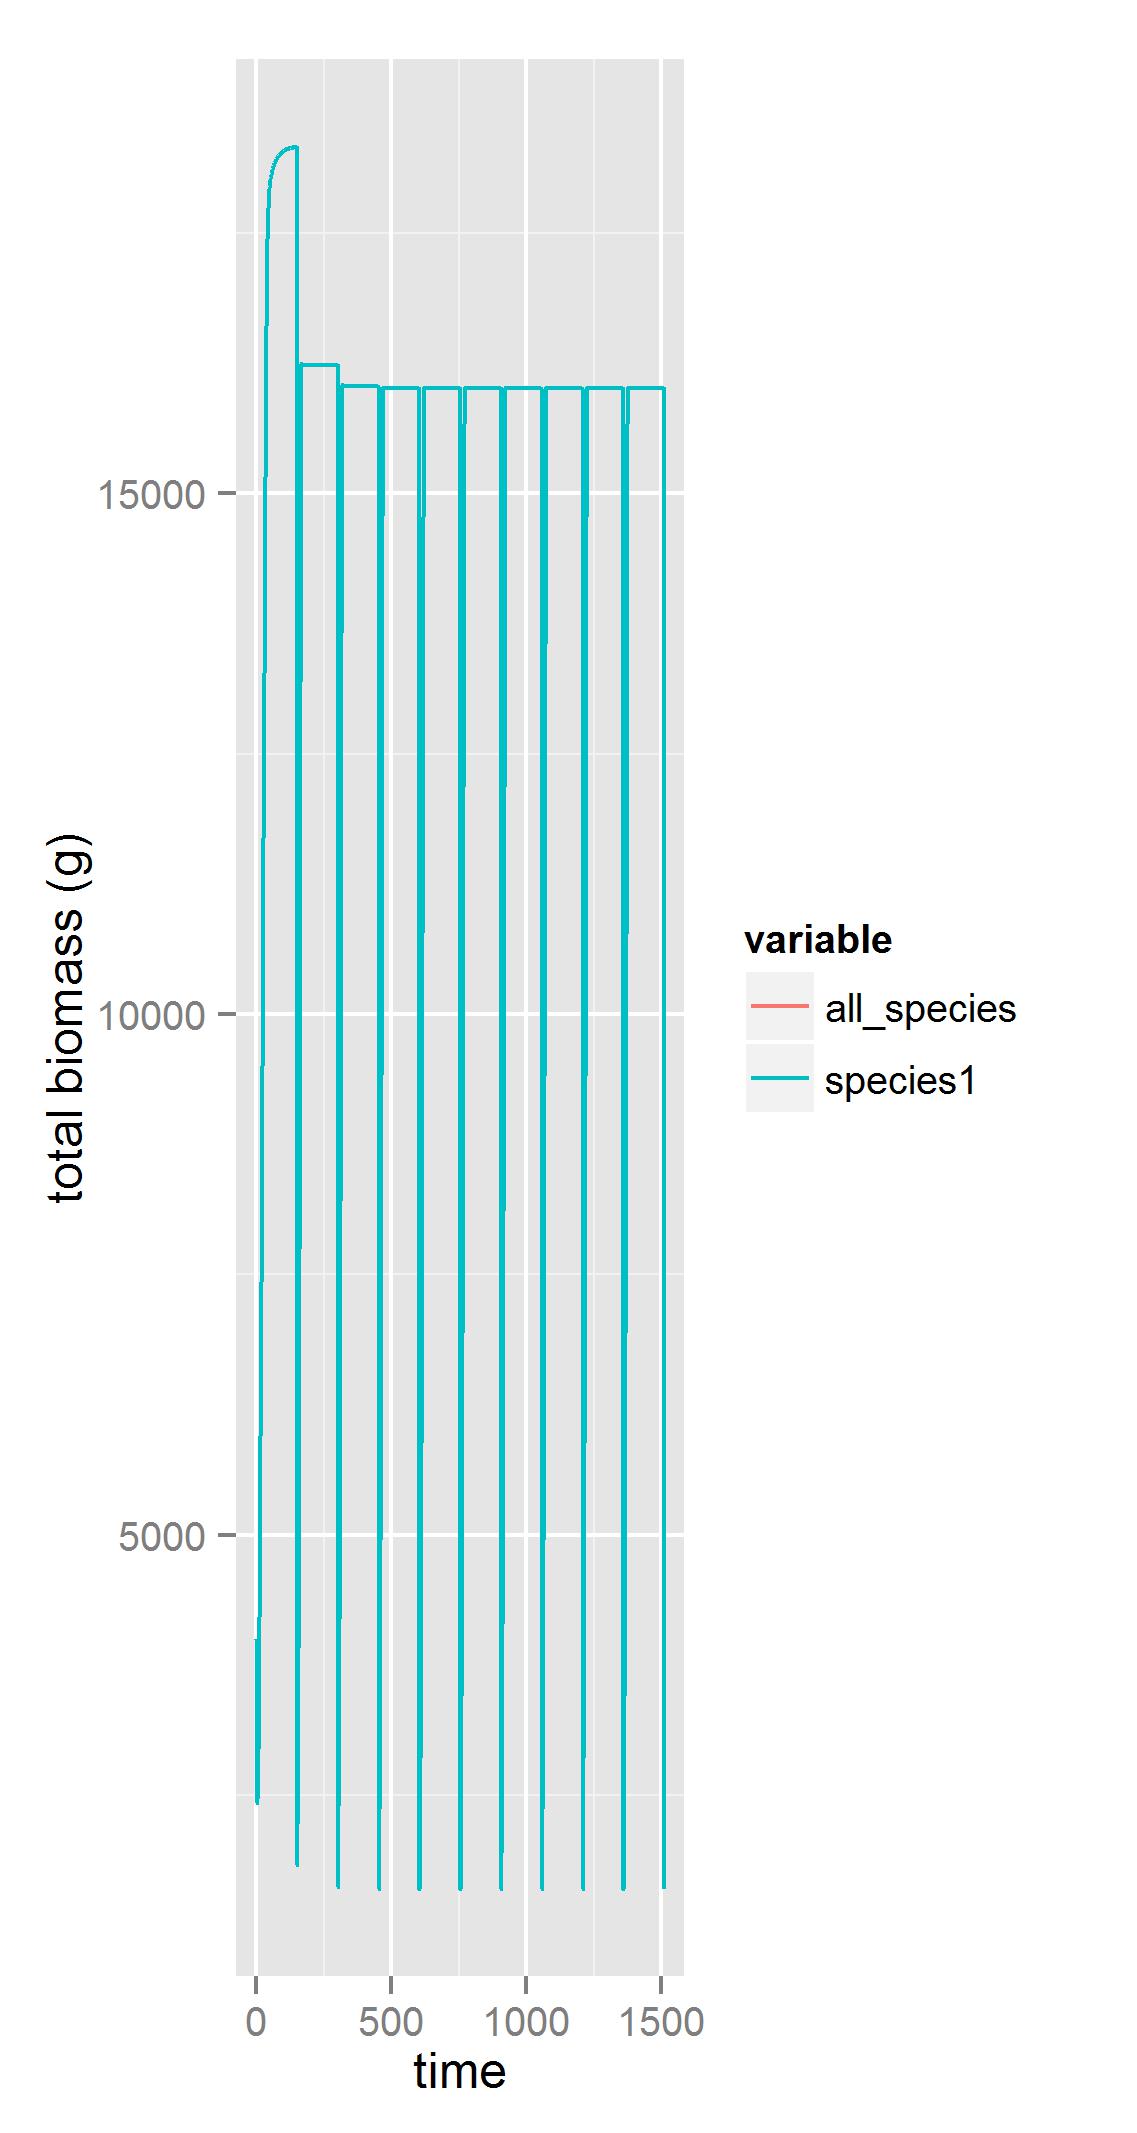 total biomass (g)
15000
10000
5000
0 500 1000 1500
time
variable
all_species
species1